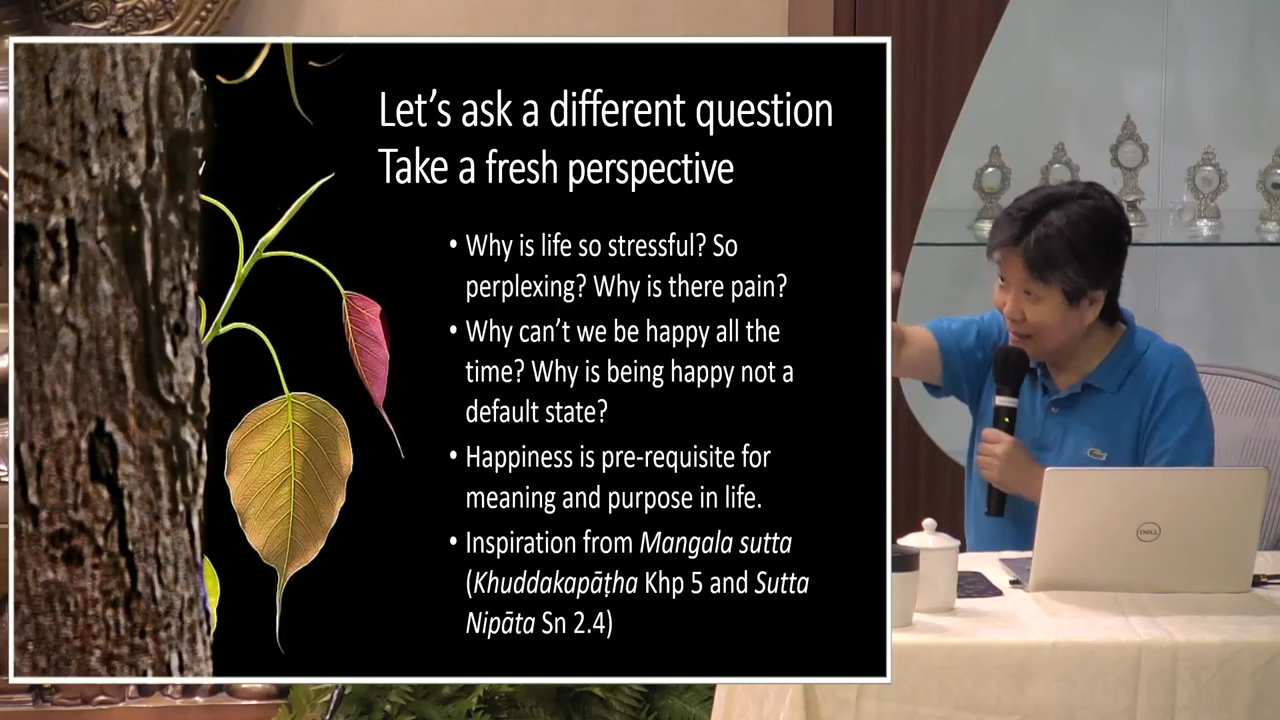 Let’s ask a different question
Take a fresh perspective
• Why is life so stressful? So
perplexing? Why is there pain?
• Why can’t we be happy all the
time? Why is being happy not a
default state?
• Happiness is pre-requisite for
meaning and purpose in life.
• Inspiration from Mangala sutta
(Khuddakapāṭha Khp 5 and Sutta
Nipāta Sn 2.4)
DELL